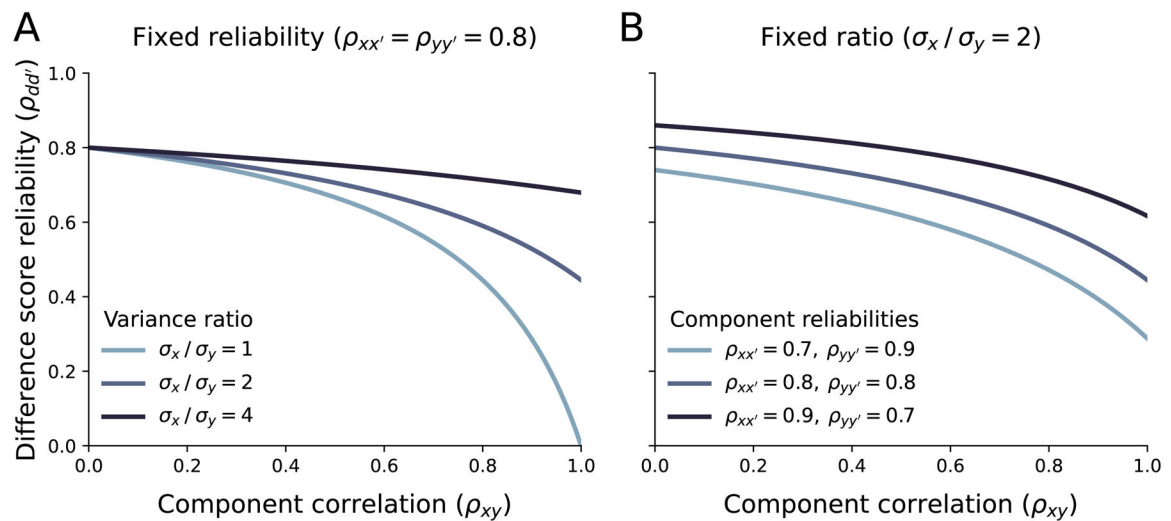 A
Fixed reliability (ρxx′ = ρyy′ = 0.8)
Difference score reliability (ρdd′)
1.0
0.8
0.6
0.4
0.2
0.0
Variance ratio
σx / σy = 1
σx / σy = 2
σx / σy = 4
0.0 0.2 0.4 0.6 0.8 1.0
Component correlation (ρxy)
B
Fixed ratio (σx / σy = 2)
Component reliabilities
ρxx′ = 0.7, ρyy′ = 0.9
ρxx′ = 0.8, ρyy′ = 0.8
ρxx′ = 0.9, ρyy′ = 0.7
0.0 0.2 0.4 0.6 0.8 1.0
Component correlation (ρxy)